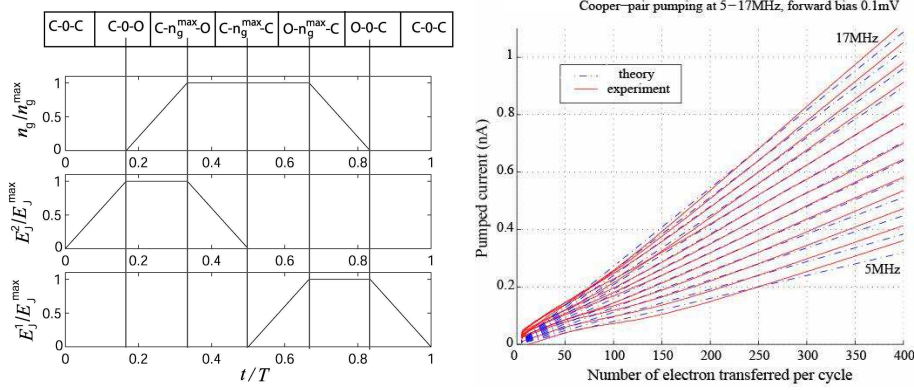 C-0-C C-0-O C-n_g^max-O C-n_g^max-C O-n_g^max-C O-0-C C-0-C
n_g/n_g^max
1
0.5
0
0 0.2 0.4 0.6 0.8 1
E_J^2/E_J^max
1
0.5
0
0 0.2 0.4 0.6 0.8 1
E_J^1/E_J^max
1
0.5
0
0 0.2 0.4 0.6 0.8 1
t/T
Cooper-pair pumping at 5-17MHz, forward bias 0.1mV
17MHz
theory
experiment
5MHz
Pumped current (nA)
1
0.8
0.6
0.4
0.2
0
0 50 100 150 200 250 300 350 400
Number of electron transferred per cycle